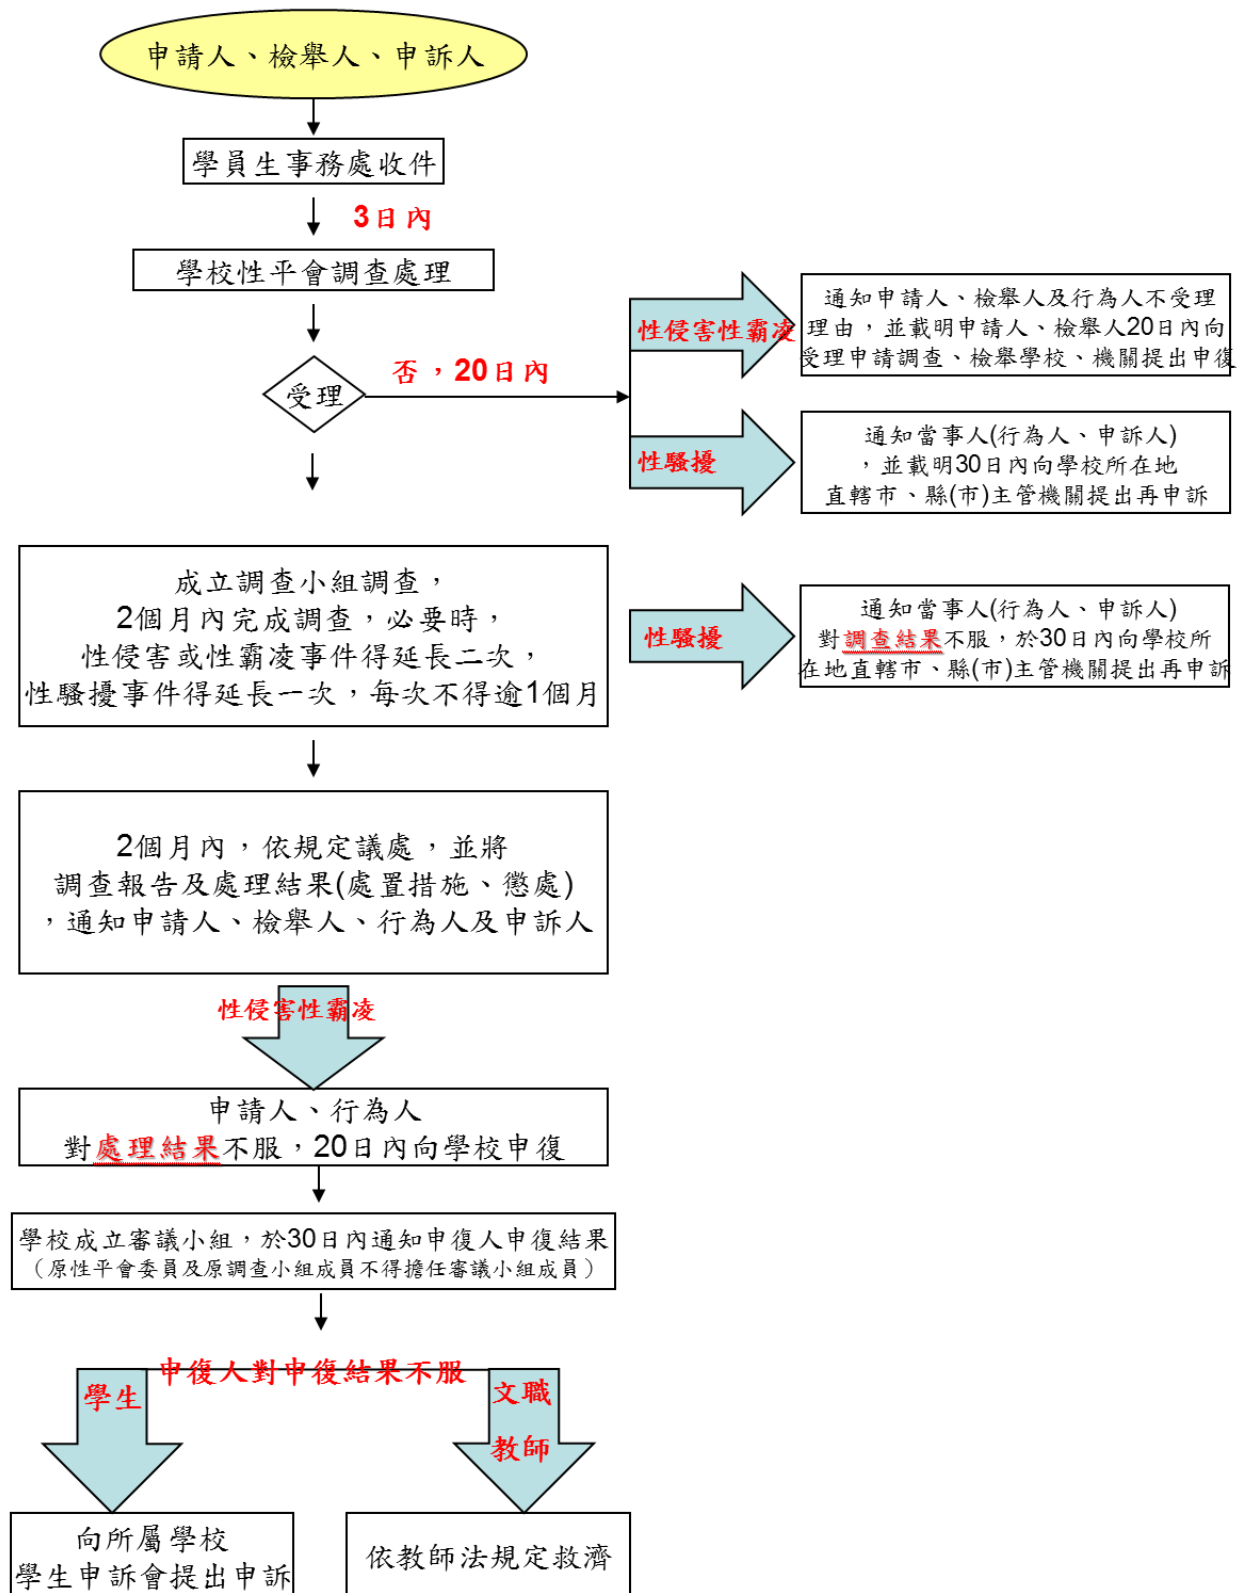 申請人、檢舉人、申訴人
學員生事務處收件
3日內
學校性平會調查處理
受理
否，20日內
性侵害性霸凌
通知申請人、檢舉人及行為人不受理
理由，並載明申請人、檢舉人20日內向
受理申請調查、檢舉學校、機關提出申復
性騷擾
通知當事人(行為人、申訴人)
，並載明30日內向學校所在地
直轄市、縣(市)主管機關提出再申訴
成立調查小組調查，
2個月內完成調查，必要時，
性侵害或性霸凌事件得延長二次，
性騷擾事件得延長一次，每次不得逾1個月
性騷擾
通知當事人(行為人、申訴人)
對調查結果不服，於30日內向學校所
在地直轄市、縣(市)主管機關提出再申訴
2個月內，依規定議處，並將
調查報告及處理結果(處置措施、懲處)
，通知申請人、檢舉人、行為人及申訴人
性侵害性霸凌
申請人、行為人
對處理結果不服，20日內向學校申復
學校成立審議小組，於30日內通知申復人申復結果
（原性平會委員及原調查小組成員不得擔任審議小組成員）
申復人對申復結果不服
學生
文職
教師
向所屬學校
學生申訴會提出申訴
依教師法規定救濟